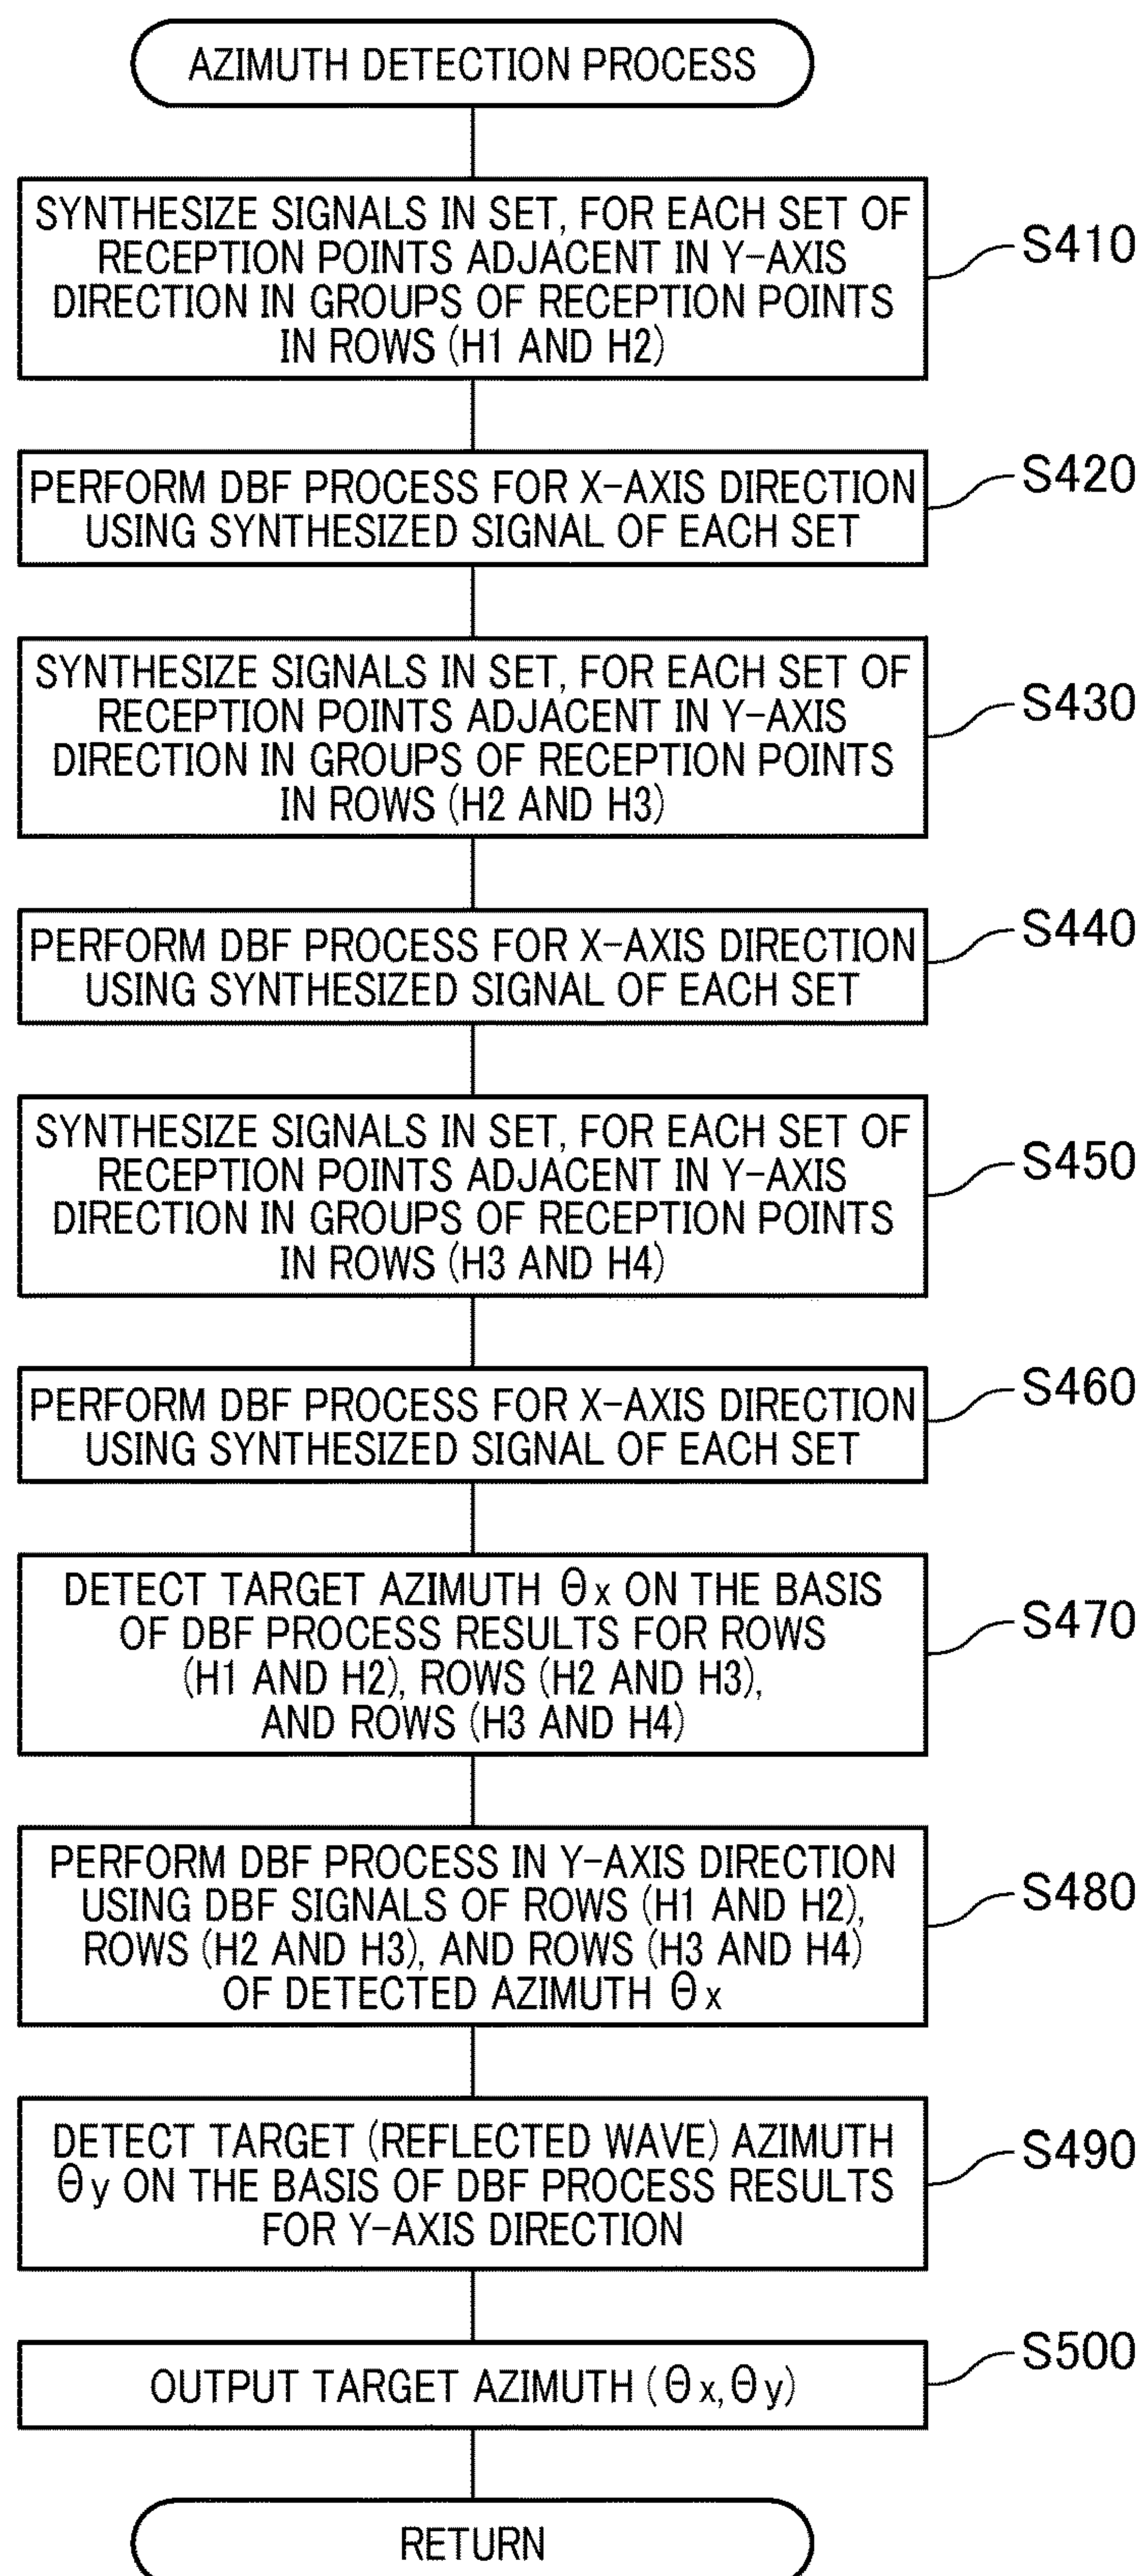 AZIMUTH DETECTION PROCESS
SYNTHESIZE SIGNALS IN SET, FOR EACH SET OF
RECEPTION POINTS ADJACENT IN Y-AXIS
DIRECTION IN GROUPS OF RECEPTION POINTS
IN ROWS (H1 AND H2)
S410
PERFORM DBF PROCESS FOR X-AXIS DIRECTION
USING SYNTHESIZED SIGNAL OF EACH SET
S420
SYNTHESIZE SIGNALS IN SET, FOR EACH SET OF
RECEPTION POINTS ADJACENT IN Y-AXIS
DIRECTION IN GROUPS OF RECEPTION POINTS
IN ROWS (H2 AND H3)
S430
PERFORM DBF PROCESS FOR X-AXIS DIRECTION
USING SYNTHESIZED SIGNAL OF EACH SET
S440
SYNTHESIZE SIGNALS IN SET, FOR EACH SET OF
RECEPTION POINTS ADJACENT IN Y-AXIS
DIRECTION IN GROUPS OF RECEPTION POINTS
IN ROWS (H3 AND H4)
S450
PERFORM DBF PROCESS FOR X-AXIS DIRECTION
USING SYNTHESIZED SIGNAL OF EACH SET
S460
DETECT TARGET AZIMUTH θx ON THE BASIS
OF DBF PROCESS RESULTS FOR ROWS
(H1 AND H2), ROWS (H2 AND H3),
AND ROWS (H3 AND H4)
S470
PERFORM DBF PROCESS IN Y-AXIS DIRECTION
USING DBF SIGNALS OF ROWS (H1 AND H2),
ROWS (H2 AND H3), AND ROWS (H3 AND H4)
OF DETECTED AZIMUTH θx
S480
DETECT TARGET (REFLECTED WAVE) AZIMUTH
θy ON THE BASIS OF DBF PROCESS RESULTS
FOR Y-AXIS DIRECTION
S490
OUTPUT TARGET AZIMUTH (θx, θy)
S500
RETURN